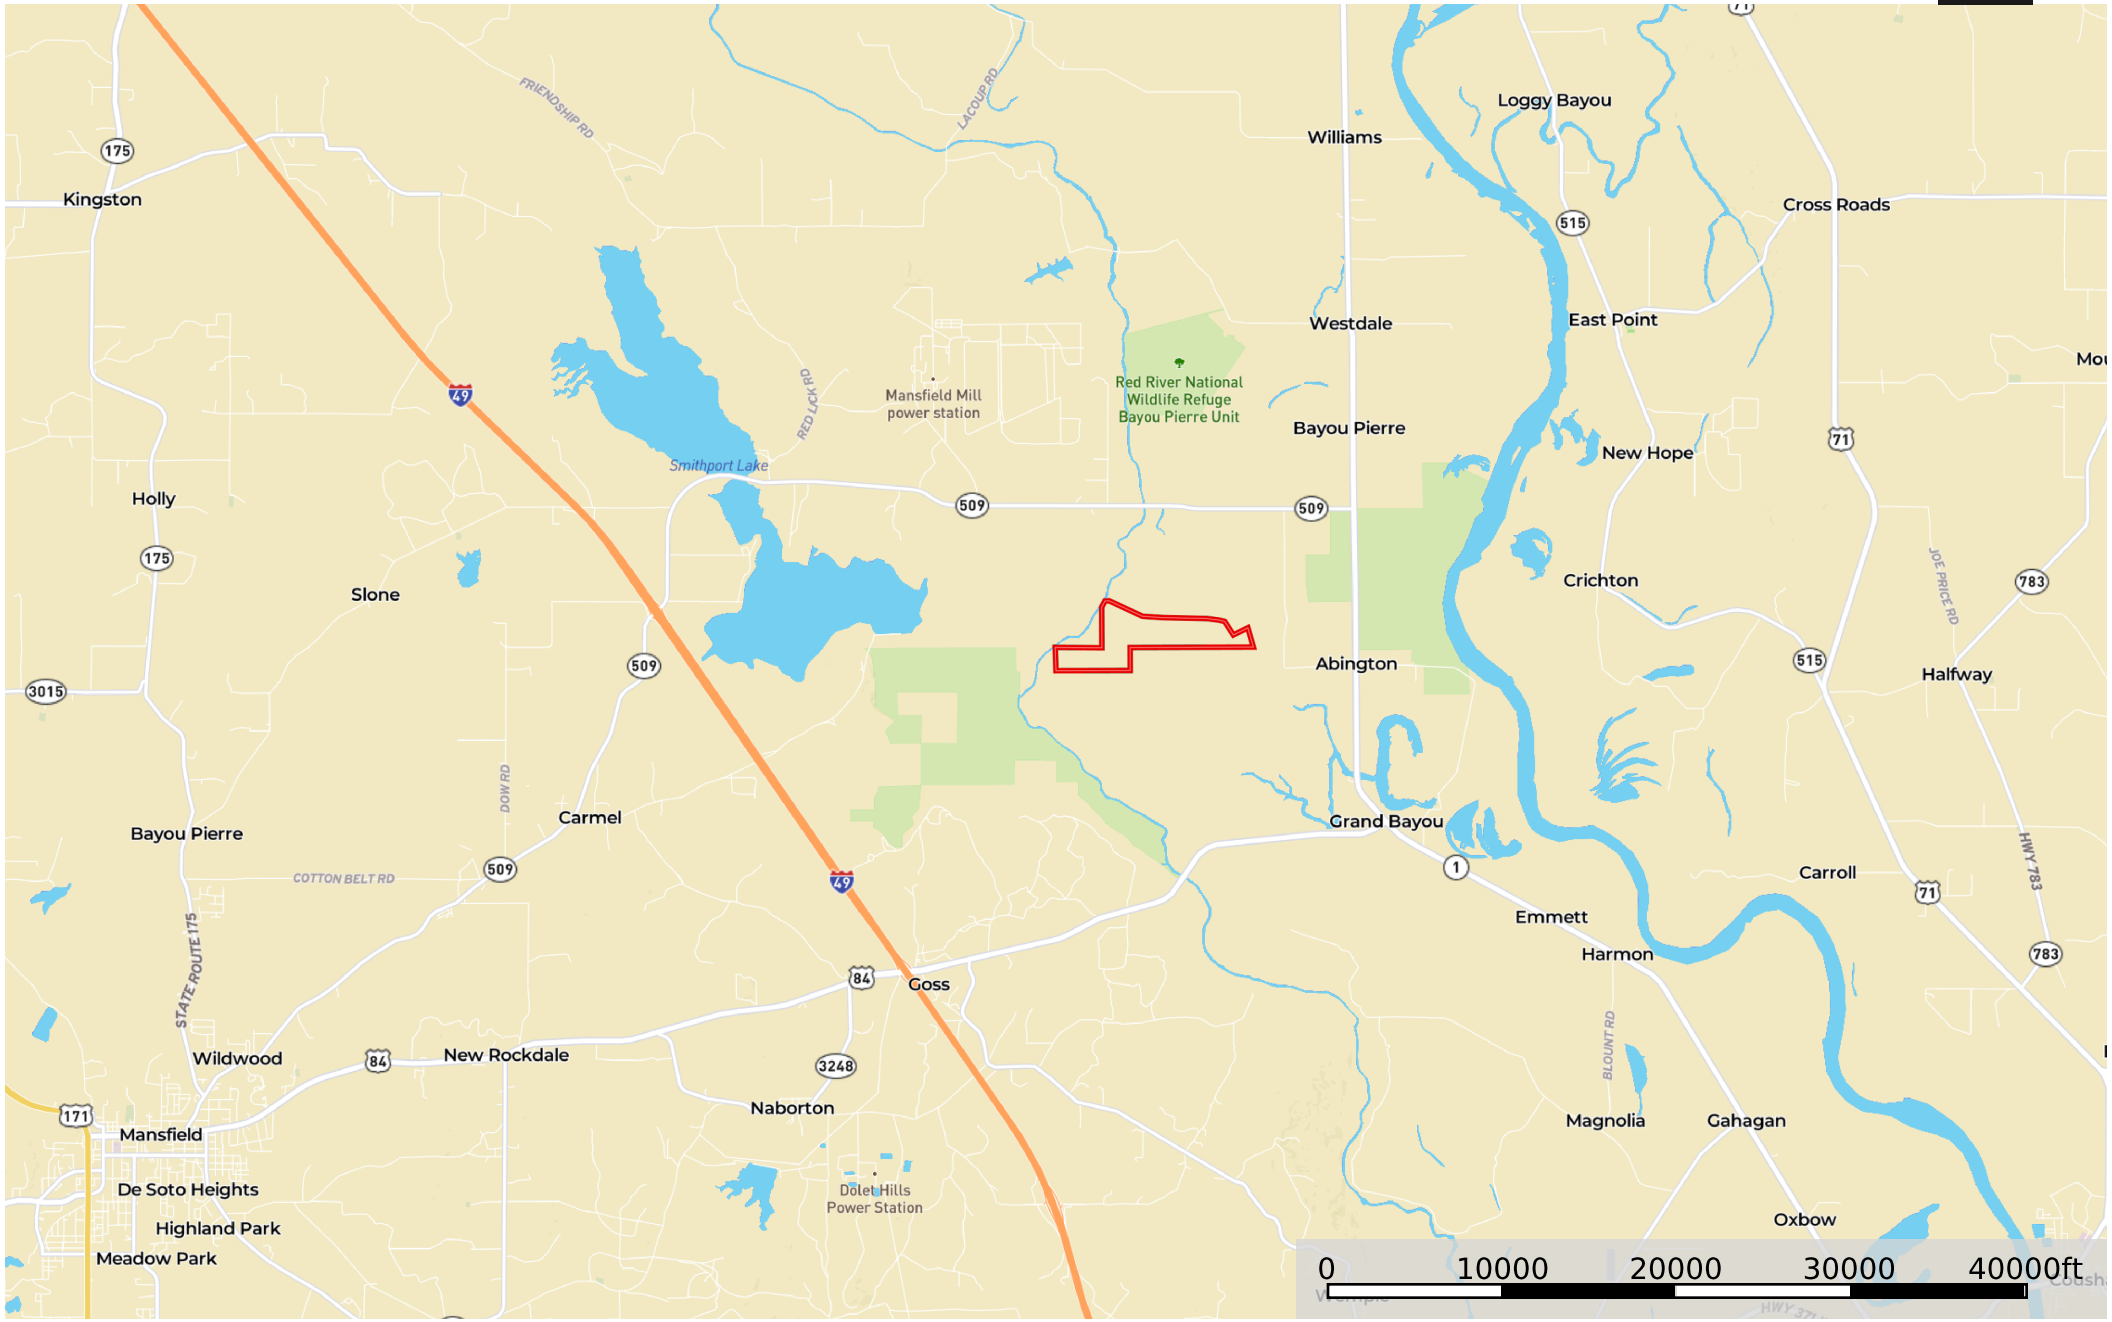 71
FRIENDSHIP RD
LACOUP RD
Loggy Bayou
Williams
175
Kingston
Cross Roads
515
Westdale
East Point
Mansfield Mill
power station
RED LICK RD
Red River National
Wildlife Refuge
Bayou Pierre Unit
49
Bayou Pierre
71
New Hope
Smithport Lake
Holly
509
509
175
JOE PRICE RD
783
Crichton
Slone
509
Abington
515
Halfway
3015
DOW RD
Carmel
Grand Bayou
Bayou Pierre
HWY 783
509
COTTON BELT RD
49
1
Carroll
71
Emmett
STATE ROUTE 175
Harmon
783
84
Goss
BLOUNT RD
Wildwood
84
New Rockdale
3248
171
Naborton
Magnolia
Gahagan
Mansfield
De Soto Heights
Dolet Hills
Power Station
Highland Park
Oxbow
Meadow Park
0 10000 20000 30000 40000ft